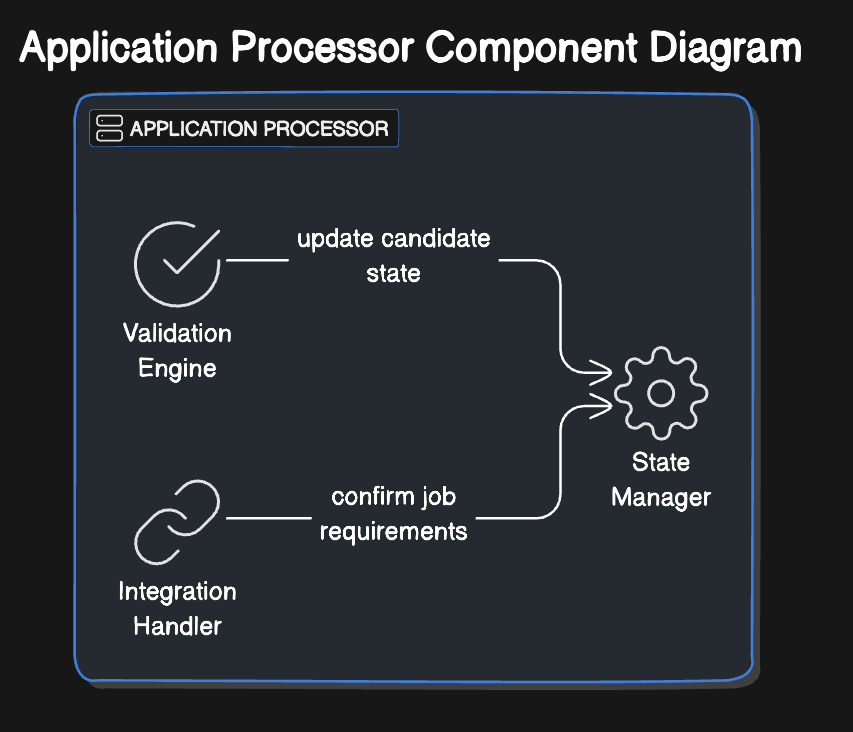 Application Processor Component Diagram
APPLICATION PROCESSOR
update candidate
state
Validation
Engine
State
Manager
confirm job
requirements
Integration
Handler